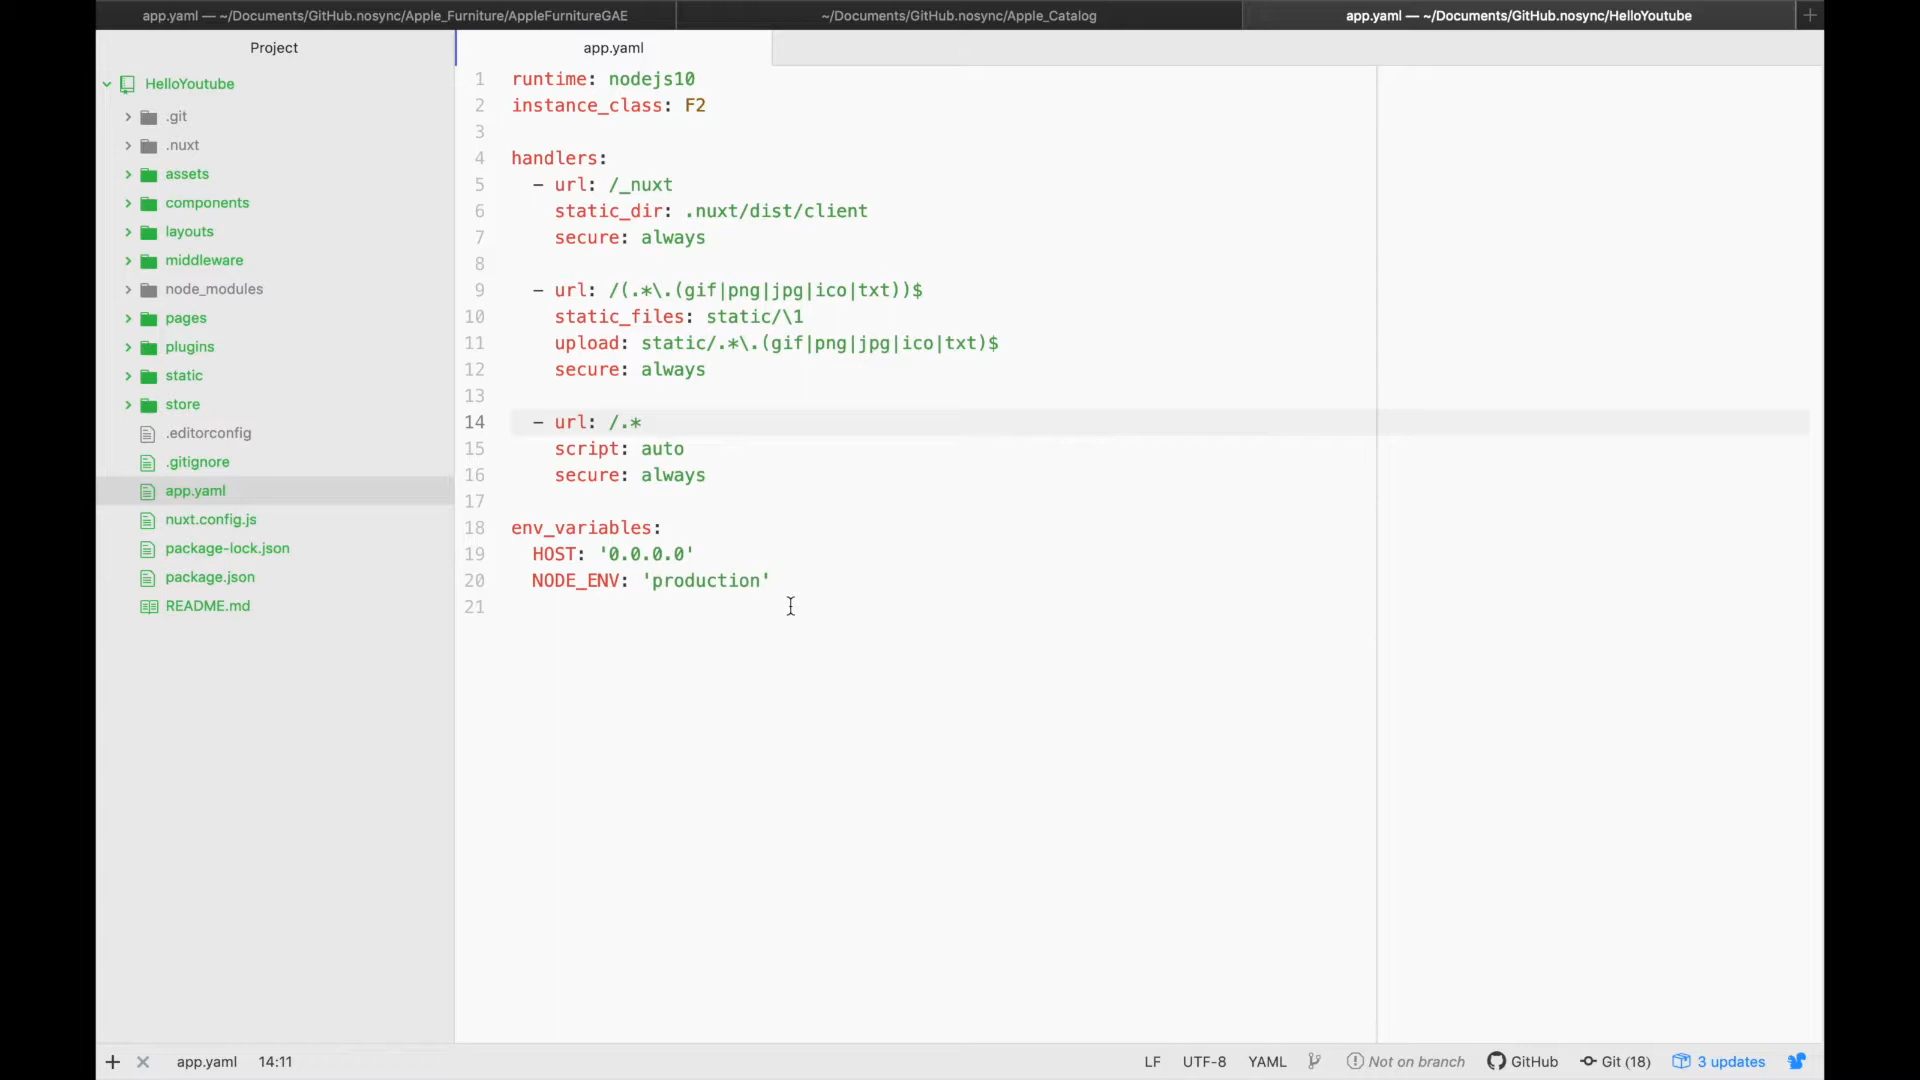 app.yaml — ~/Documents/GitHub.nosync/Apple_Furniture/AppleFurnitureGAE
~/Documents/GitHub.nosync/Apple_Catalog
app.yaml — ~/Documents/GitHub.nosync/HelloYoutube
Project
HelloYoutube
.git
.nuxt
assets
components
layouts
middleware
node_modules
pages
plugins
static
store
.editorconfig
.gitignore
app.yaml
nuxt.config.js
package-lock.json
package.json
README.md
app.yaml
1 runtime: nodejs10
2 instance_class: F2
3
4 handlers:
5 - url: /_nuxt
6 static_dir: .nuxt/dist/client
7 secure: always
8
9 - url: /(.*\.(gif|png|jpg|ico|txt))$
10 static_files: static/\1
11 upload: static/.*\.(gif|png|jpg|ico|txt)$
12 secure: always
13
14 - url: /.*
15 script: auto
16 secure: always
17
18 env_variables:
19 HOST: '0.0.0.0'
20 NODE_ENV: 'production'
21
app.yaml 14:11
LF UTF-8 YAML Not on branch GitHub Git (18) 3 updates